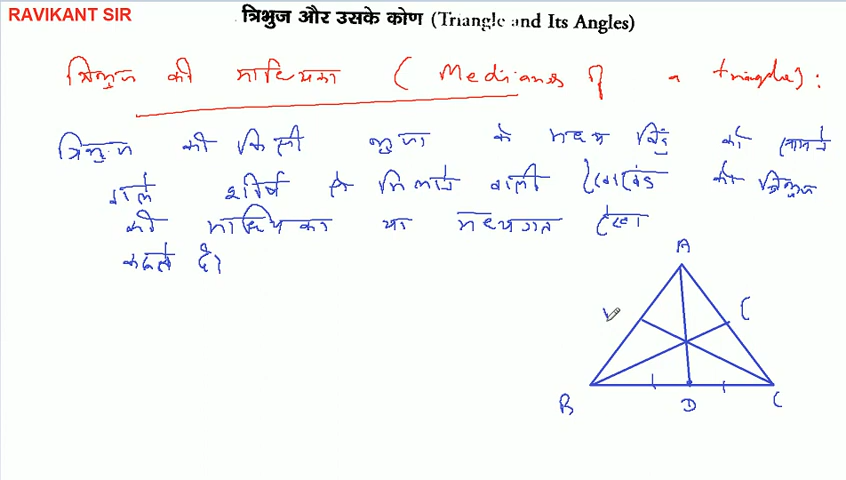 RAVIKANT SIR
त्रिभुज और उसके कोण (Triangle and Its Angles)
त्रिभुज की माध्यिका ( Medians of a triangle) :
त्रिभुज की किसी भुजा के मध्य बिंदु को सामने
वाले शीर्ष से मिलाने वाली रेखाखंड को त्रिभुज
की माध्यिका या मध्यगत रेखा
कहते है।
A
B
D
C